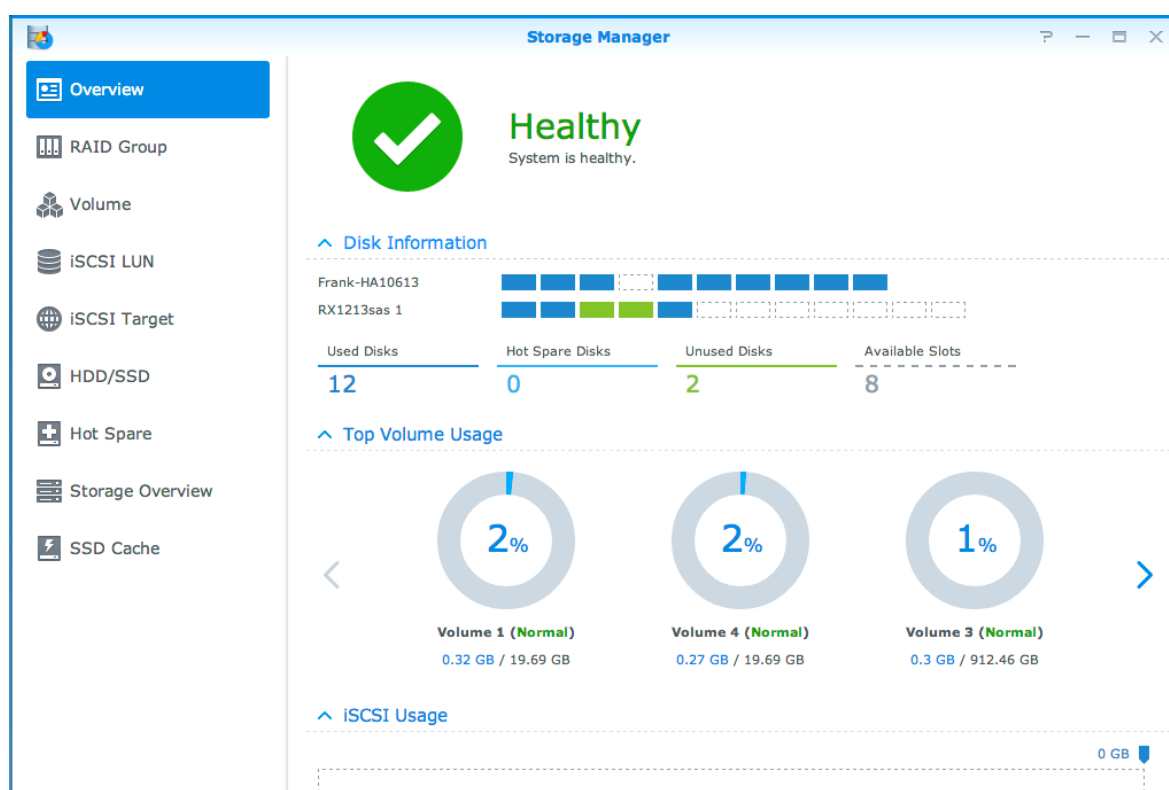 Storage Manager
Overview
RAID Group
Volume
iSCSI LUN
iSCSI Target
HDD/SSD
Hot Spare
Storage Overview
SSD Cache
Healthy
System is healthy.
Disk Information
Frank-HA10613
RX1213sas 1
Used Disks Hot Spare Disks Unused Disks Available Slots
12 0 2 8
Top Volume Usage
2% 2% 1%
Volume 1 (Normal) Volume 4 (Normal) Volume 3 (Normal)
0.32 GB / 19.69 GB 0.27 GB / 19.69 GB 0.3 GB / 912.46 GB
iSCSI Usage
0 GB